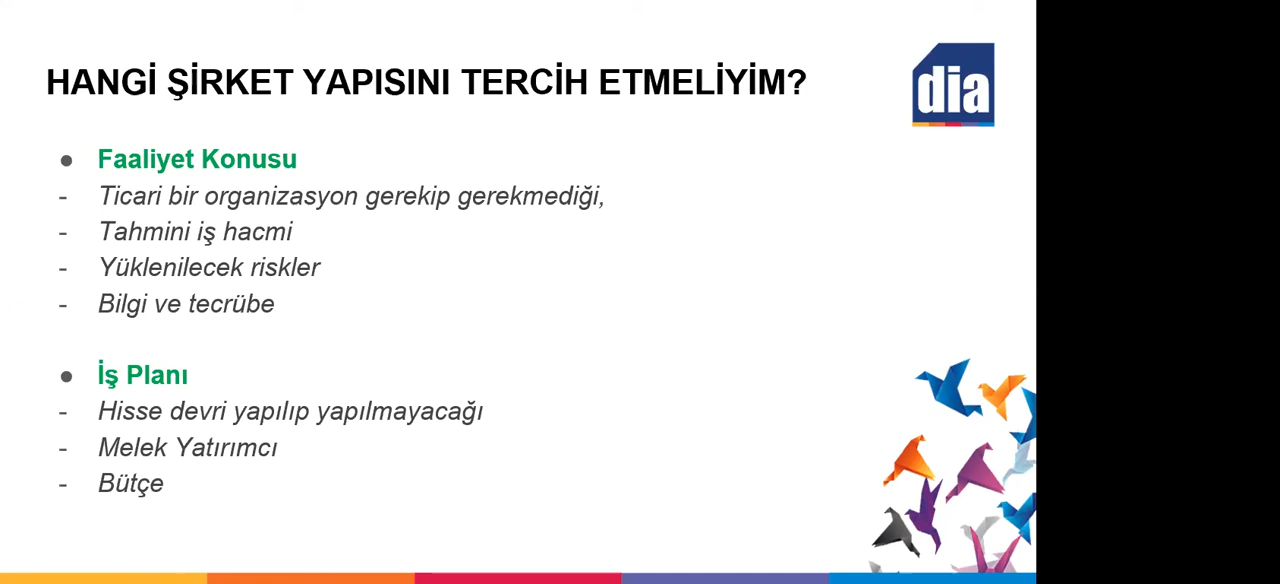 HANGİ ŞİRKET YAPISINI TERCİH ETMELİYİM?
dia
● Faaliyet Konusu
- Ticari bir organizasyon gerekip gerekmediği,
- Tahmini iş hacmi
- Yüklenilecek riskler
- Bilgi ve tecrübe
● İş Planı
- Hisse devri yapılıp yapılmayacağı
- Melek Yatırımcı
- Bütçe